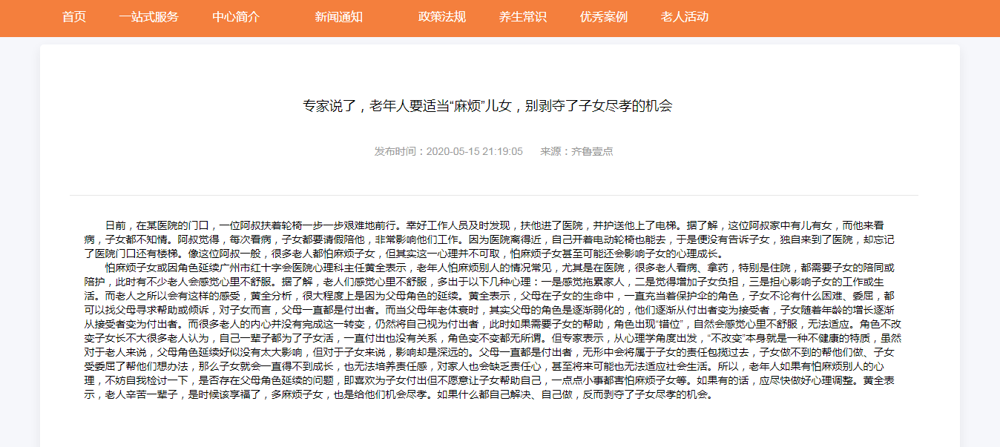 首页 一站式服务 中心简介 新闻通知 政策法规 养生常识 优秀案例 老人活动
专家说了，老年人要适当“麻烦”儿女，别剥夺了子女尽孝的机会
发布时间：2020-05-15 21:19:05 来源：齐鲁壹点
日前，在某医院的门口，一位阿叔扶着轮椅一步一步艰难地前行。幸好工作人员及时发现，扶他进了医院，并护送他上了电梯。据了解，这位阿叔家中有儿有女，而他来看
病，子女都不知情。阿叔觉得，每次看病，子女都要请假陪他，非常影响他们工作。因为医院离得近，自己开着电动轮椅也能去，于是便没有告诉子女，独自来到了医院，却忘记
了医院门口还有楼梯。像这位阿叔一般，很多老人都怕麻烦子女，但其实这一心理并不可取，怕麻烦子女甚至可能还会影响子女的心理成长。
怕麻烦子女或因角色延续广州市红十字会医院心理科主任黄全表示，老年人怕麻烦别人的情况常见，尤其是在医院，很多老人看病、拿药，特别是住院，都需要子女的陪同或
陪护，此时有不少老人会感觉心里不舒服。据了解，老人们感觉心里不舒服，多出于以下几种心理：一是感觉拖累家人，二是觉得增加子女负担，三是担心影响子女的工作或生
活。而老人之所以会有这样的感受，黄全分析，很大程度上是因为父母角色的延续。黄全表示，父母在子女的生命中，一直充当着保护伞的角色，子女不论有什么困难、委屈，都
可以找父母寻求帮助或倾诉，对子女而言，父母一直都是付出者。而当父母年老体衰时，其实父母的角色是逐渐弱化的，他们逐渐从付出者变为接受者，子女随着年龄的增长逐渐
从接受者变为付出者。而很多老人的内心并没有完成这一转变，仍然将自己视为付出者，此时如果需要子女的帮助，角色出现“错位”，自然会感觉心里不舒服，无法适应。角色不改
变子女长不大很多老人认为，自己一辈子都为了子女活，一直付出也没有关系，角色变不变都无所谓。但专家表示，从心理学角度出发，“不改变”本身就是一种不健康的特质，虽然
对于老人来说，父母角色延续好似没有太大影响，但对于子女来说，影响却是深远的。父母一直都是付出者，无形中会将属于子女的责任包揽过去，子女做不到的帮他们做、子女
受委屈了帮他们想办法，那么子女就会一直得不到成长，也无法培养责任感，对家人也会缺乏责任心，甚至将来可能也无法适应社会生活。所以，老年人如果有怕麻烦别人的心
理，不妨自我检讨一下，是否存在父母角色延续的问题，即喜欢为子女付出但不愿意让子女帮助自己，一点点小事都害怕麻烦子女等。如果有的话，应尽快做好心理调整。黄全表
示，老人辛苦一辈子，是时候该享福了，多麻烦子女，也是给他们机会尽孝。如果什么都自己解决、自己做，反而剥夺了子女尽孝的机会。